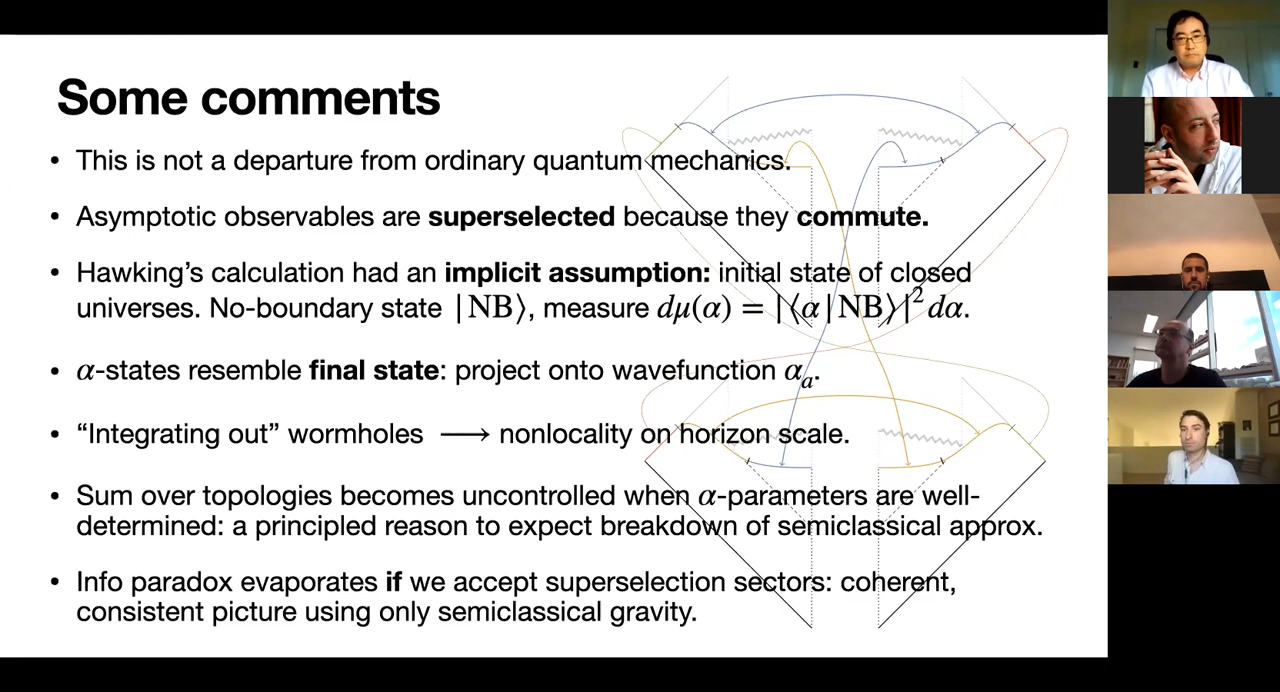 Some comments
• This is not a departure from ordinary quantum mechanics.
• Asymptotic observables are superselected because they commute.
• Hawking’s calculation had an implicit assumption: initial state of closed
universes. No-boundary state |NB⟩, measure dμ(α) = |⟨α|NB⟩|² dα.
• α-states resemble final state: project onto wavefunction αₐ.
• “Integrating out” wormholes ⟶ nonlocality on horizon scale.
• Sum over topologies becomes uncontrolled when α-parameters are well-
determined: a principled reason to expect breakdown of semiclassical approx.
• Info paradox evaporates if we accept superselection sectors: coherent,
consistent picture using only semiclassical gravity.